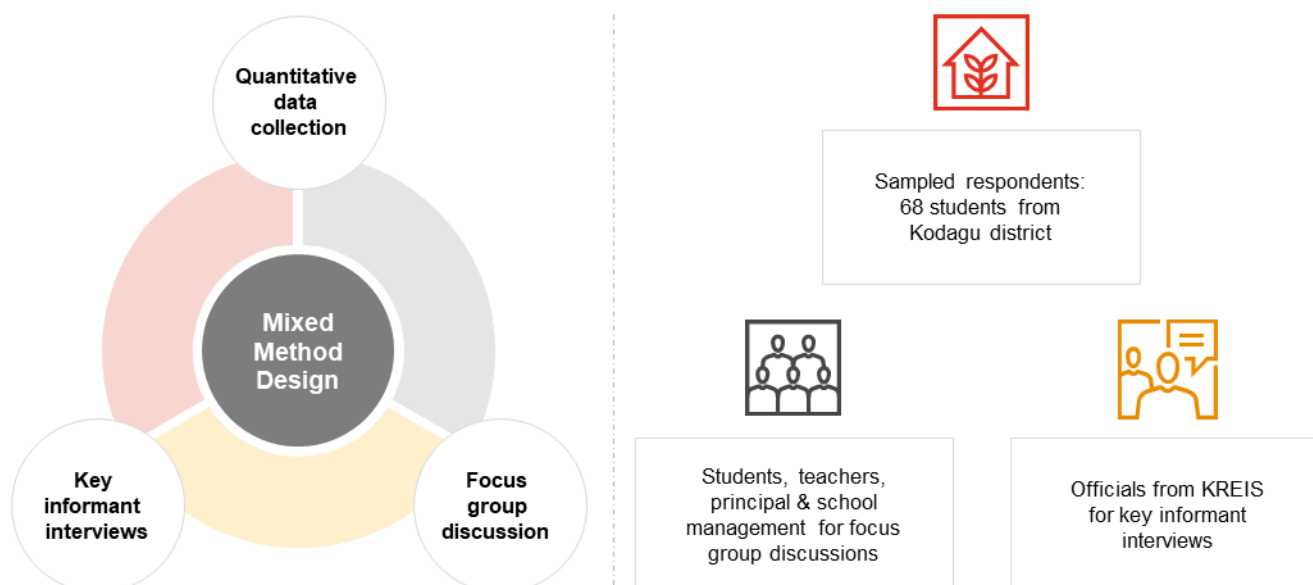 Quantitative
data
collection
Mixed
Method
Design
Key
informant
interviews
Focus
group
discussion
Sampled respondents:
68 students from
Kodagu district
Students, teachers,
principal & school
management for focus
group discussions
Officials from KREIS
for key informant
interviews